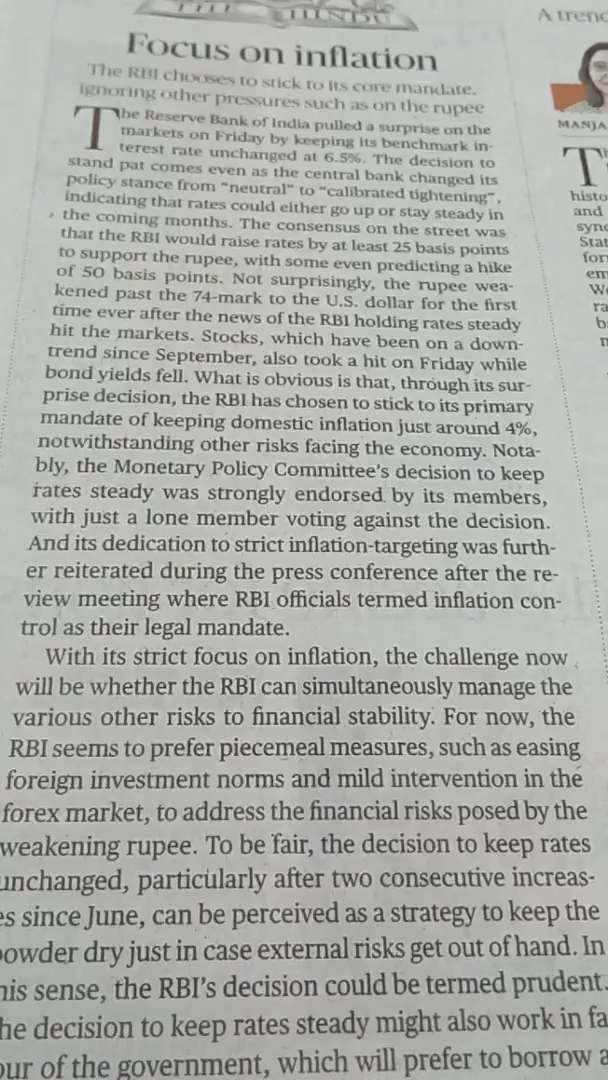 THE HINDU
Focus on inflation
The RBI chooses to stick to its core mandate,
ignoring other pressures such as on the rupee
The Reserve Bank of India pulled a surprise on the
markets on Friday by keeping its benchmark in-
terest rate unchanged at 6.5%. The decision to
stand pat comes even as the central bank changed its
policy stance from “neutral” to “calibrated tightening”,
indicating that rates could either go up or stay steady in
the coming months. The consensus on the street was
that the RBI would raise rates by at least 25 basis points
to support the rupee, with some even predicting a hike
of 50 basis points. Not surprisingly, the rupee wea-
kened past the 74-mark to the U.S. dollar for the first
time ever after the news of the RBI holding rates steady
hit the markets. Stocks, which have been on a down-
trend since September, also took a hit on Friday while
bond yields fell. What is obvious is that, through its sur-
prise decision, the RBI has chosen to stick to its primary
mandate of keeping domestic inflation just around 4%,
notwithstanding other risks facing the economy. Nota-
bly, the Monetary Policy Committee’s decision to keep
rates steady was strongly endorsed by its members,
with just a lone member voting against the decision.
And its dedication to strict inflation-targeting was furth-
er reiterated during the press conference after the re-
view meeting where RBI officials termed inflation con-
trol as their legal mandate.
With its strict focus on inflation, the challenge now
will be whether the RBI can simultaneously manage the
various other risks to financial stability. For now, the
RBI seems to prefer piecemeal measures, such as easing
foreign investment norms and mild intervention in the
forex market, to address the financial risks posed by the
weakening rupee. To be fair, the decision to keep rates
unchanged, particularly after two consecutive increas-
es since June, can be perceived as a strategy to keep the
powder dry just in case external risks get out of hand. In
his sense, the RBI’s decision could be termed prudent.
he decision to keep rates steady might also work in fa
our of the government, which will prefer to borrow a
A trend
MANJA
Th
histo
and
sync
Stat
for
em
We
ra